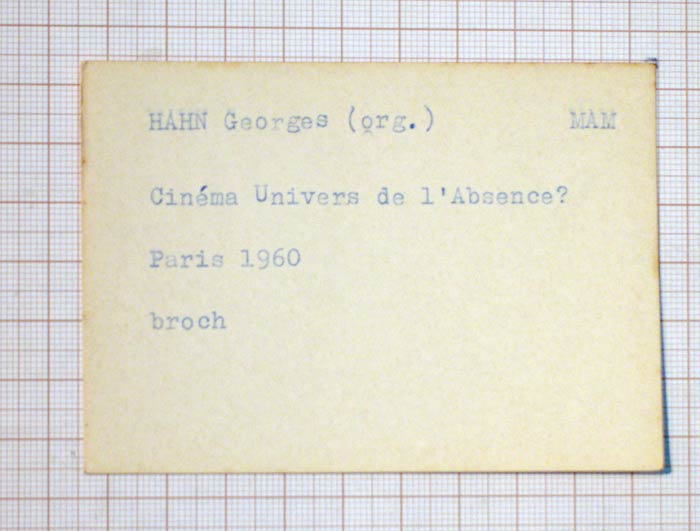 HAHN Georges (org.) MAM
Cinéma Univers de l'Absence?
Paris 1960
broch